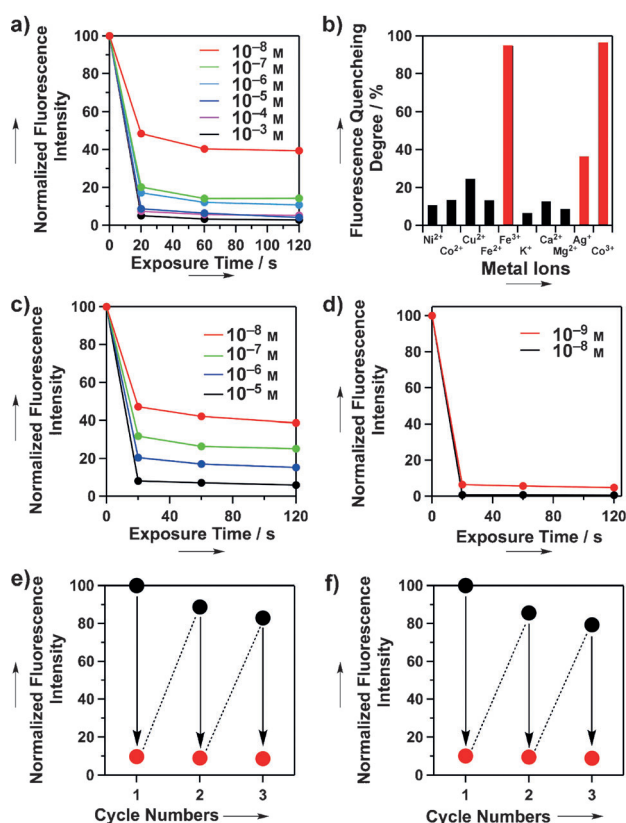 a)
Normalized Fluorescence
Intensity
100
80
60
40
20
0
0 20 40 60 80 100 120
Exposure Time / s
10⁻⁸ M
10⁻⁷ M
10⁻⁶ M
10⁻⁵ M
10⁻⁴ M
10⁻³ M
b)
Fluorescence Quencheing
Degree / %
100
80
60
40
20
0
Ni²⁺ Co²⁺ Cu²⁺ Fe²⁺ Fe³⁺ K⁺ Ca²⁺ Mg²⁺ Ag⁺ Co³⁺
Metal Ions
c)
Normalized Fluorescence
Intensity
100
80
60
40
20
0
0 40 80 120
Exposure Time / s
10⁻⁸ M
10⁻⁷ M
10⁻⁶ M
10⁻⁵ M
d)
Normalized Fluorescence
Intensity
100
80
60
40
20
0
0 40 80 120
Exposure Time / s
10⁻⁹ M
10⁻⁸ M
e)
Normalized Fluorescence
Intensity
100
80
60
40
20
0
1 2 3
Cycle Numbers
f)
Normalized Fluorescence
Intensity
100
80
60
40
20
0
1 2 3
Cycle Numbers